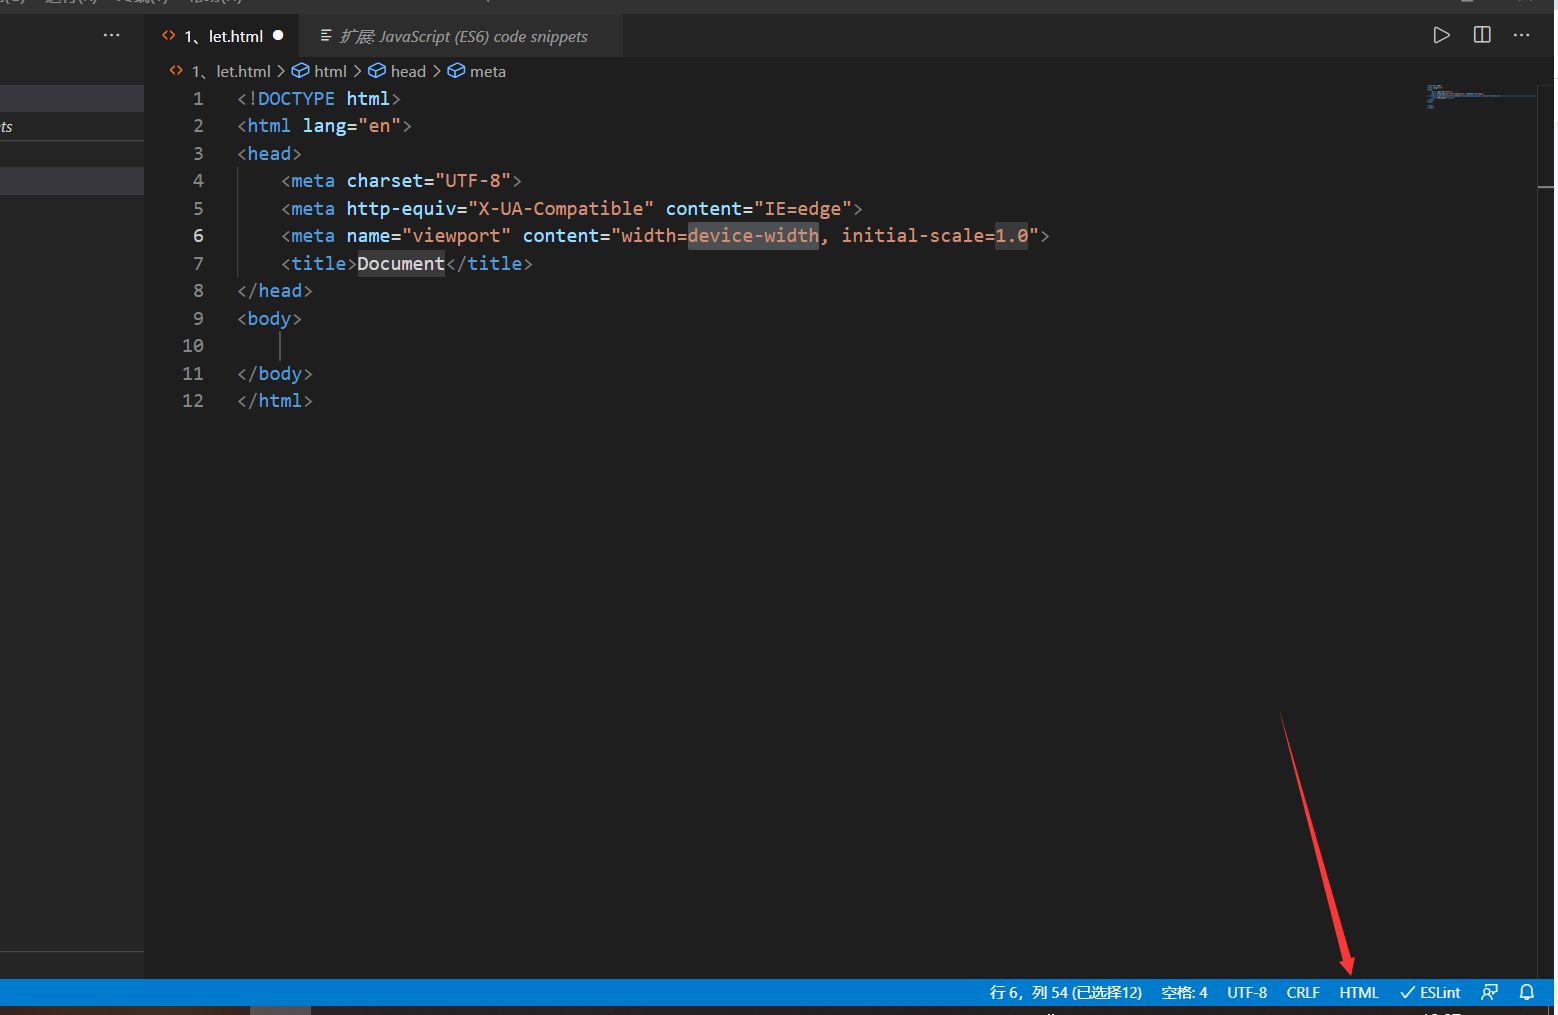 1、let.html
扩展: JavaScript (ES6) code snippets
1、let.html > html > head > meta
ts
1 <!DOCTYPE html>
2 <html lang="en">
3 <head>
4 <meta charset="UTF-8">
5 <meta http-equiv="X-UA-Compatible" content="IE=edge">
6 <meta name="viewport" content="width=device-width, initial-scale=1.0">
7 <title>Document</title>
8 </head>
9 <body>
10
11 </body>
12 </html>
行 6，列 54 (已选择12) 空格: 4 UTF-8 CRLF HTML ESLint